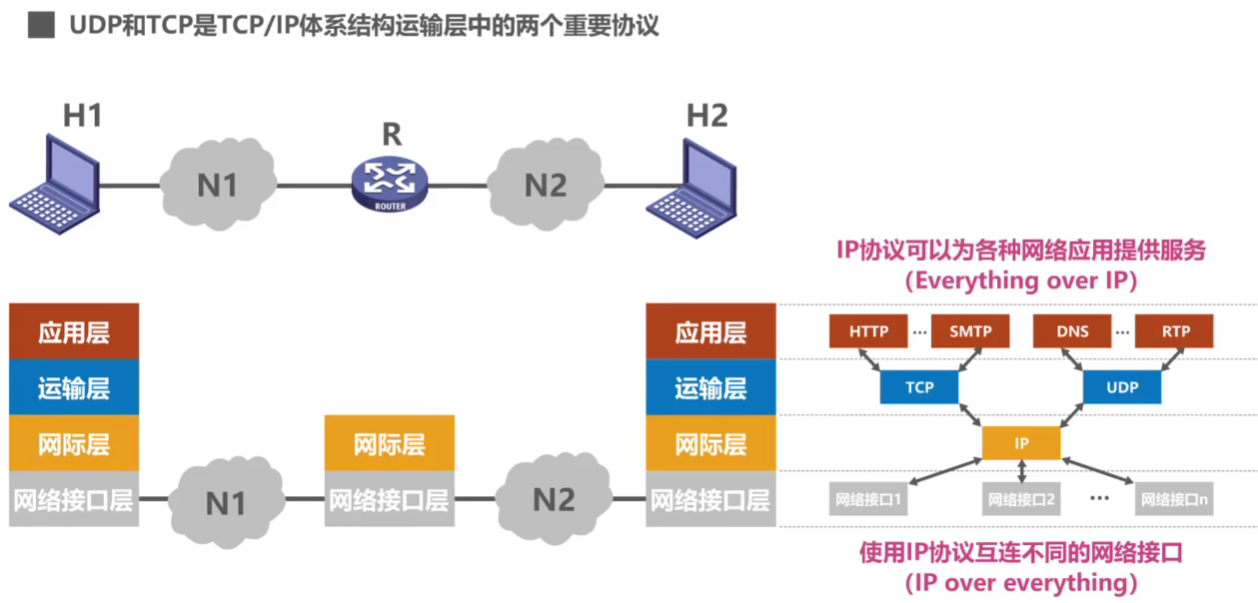 UDP和TCP是TCP/IP体系结构运输层中的两个重要协议
H1
R
H2
N1
N2
ROUTER
IP协议可以为各种网络应用提供服务
（Everything over IP）
应用层
应用层
HTTP
...
SMTP
DNS
...
RTP
运输层
运输层
TCP
UDP
网际层
网际层
网际层
IP
网络接口层
N1
网络接口层
N2
网络接口层
网络接口1
网络接口2
...
网络接口n
使用IP协议互连不同的网络接口
（IP over everything）